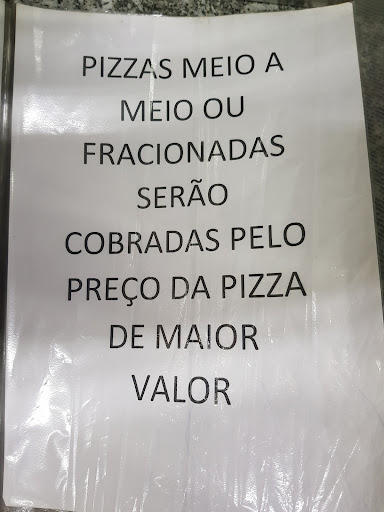 PIZZAS MEIO A
MEIO OU
FRACIONADAS
SERÃO
COBRADAS PELO
PREÇO DA PIZZA
DE MAIOR
VALOR